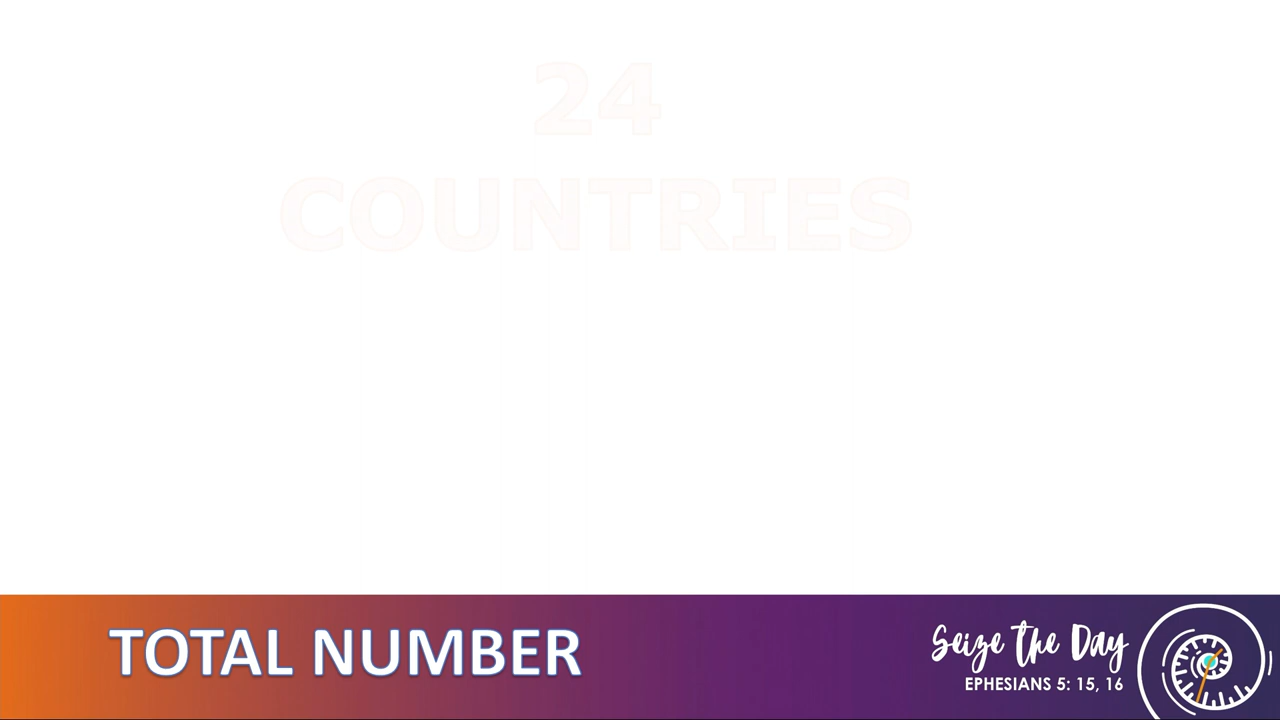 24
COUNTRIES
TOTAL NUMBER
Seize The Day
EPHESIANS 5: 15, 16